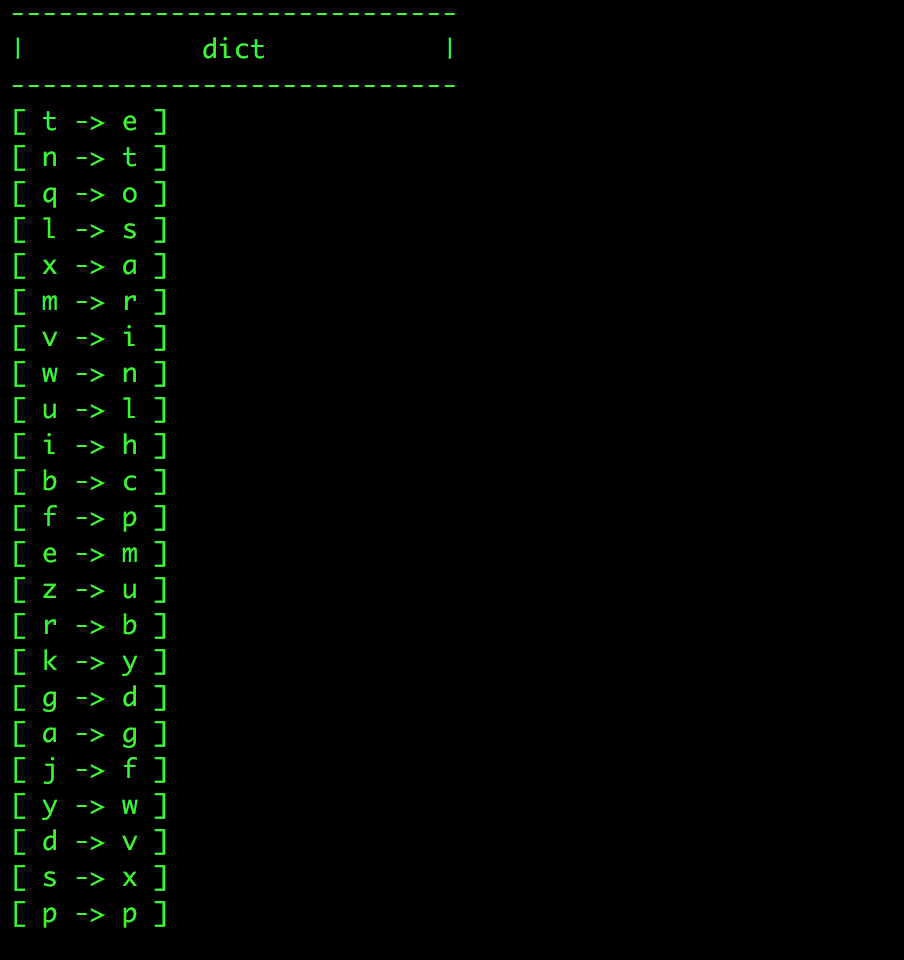 ----------------------------
| dict |
----------------------------
[ t -> e ]
[ n -> t ]
[ q -> o ]
[ l -> s ]
[ x -> a ]
[ m -> r ]
[ v -> i ]
[ w -> n ]
[ u -> l ]
[ i -> h ]
[ b -> c ]
[ f -> p ]
[ e -> m ]
[ z -> u ]
[ r -> b ]
[ k -> y ]
[ g -> d ]
[ a -> g ]
[ j -> f ]
[ y -> w ]
[ d -> v ]
[ s -> x ]
[ p -> p ]